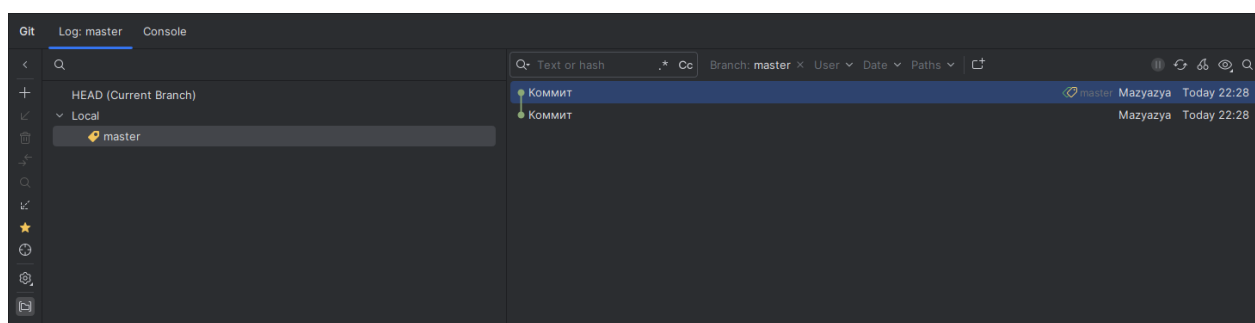 Git Log: master Console
Text or hash .* Cc Branch: master × User Date Paths
HEAD (Current Branch)
Local
master
Коммит master Mazyazya Today 22:28
Коммит Mazyazya Today 22:28